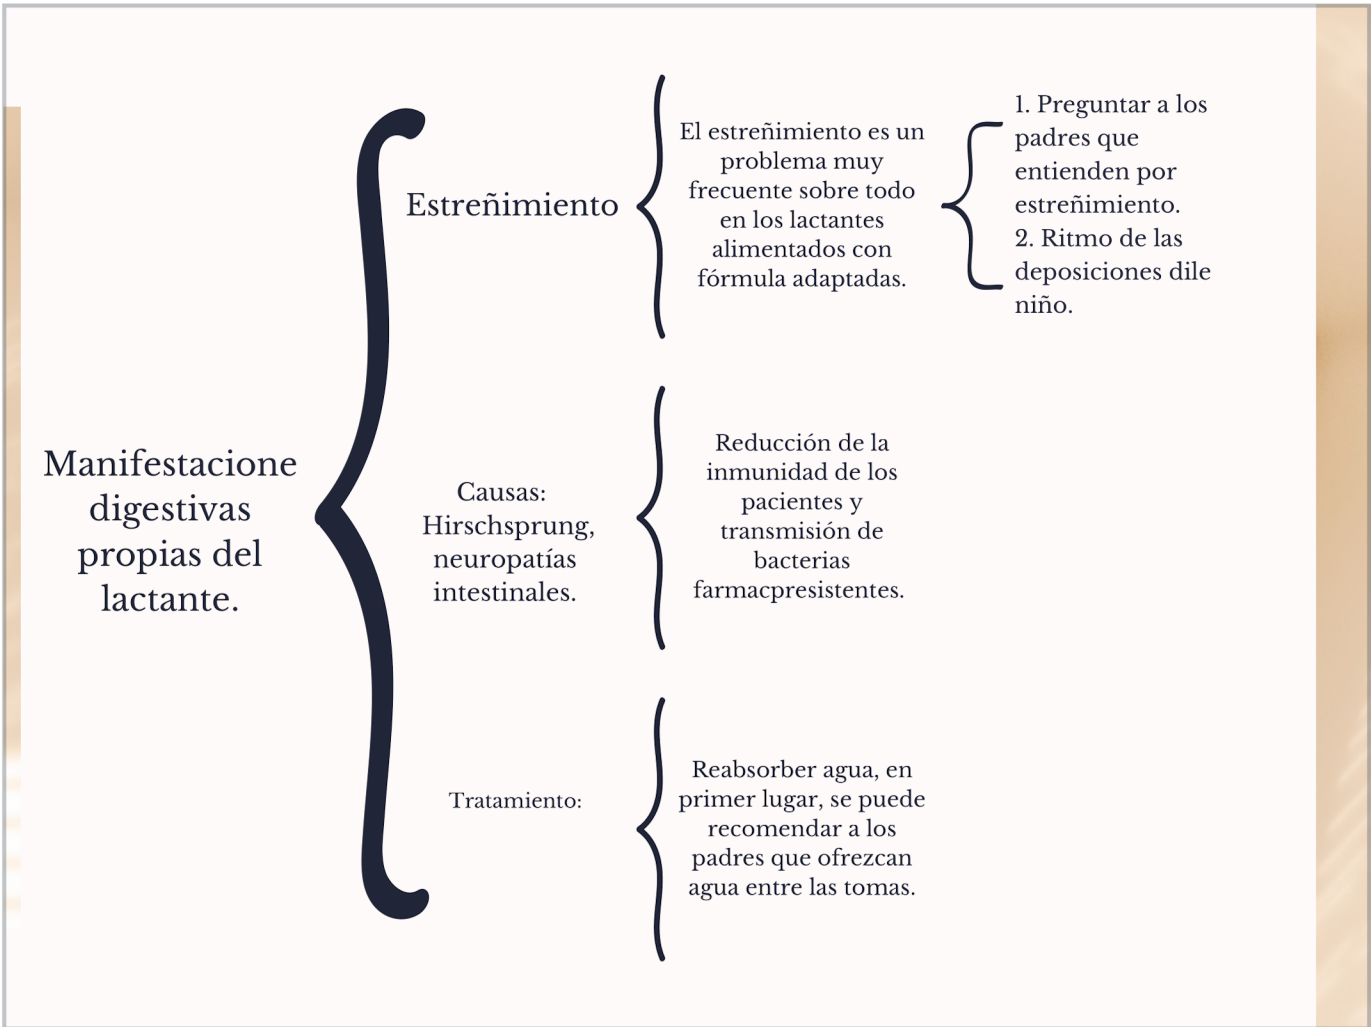 Manifestacione
digestivas
propias del
lactante.
Estreñimiento
El estreñimiento es un
problema muy
frecuente sobre todo
en los lactantes
alimentados con
fórmula adaptadas.
1. Preguntar a los
padres que
entienden por
estreñimiento.
2. Ritmo de las
deposiciones dile
niño.
Causas:
Hirschsprung,
neuropatías
intestinales.
Reducción de la
inmunidad de los
pacientes y
transmisión de
bacterias
farmacpresistentes.
Tratamiento:
Reabsorber agua, en
primer lugar, se puede
recomendar a los
padres que ofrezcan
agua entre las tomas.